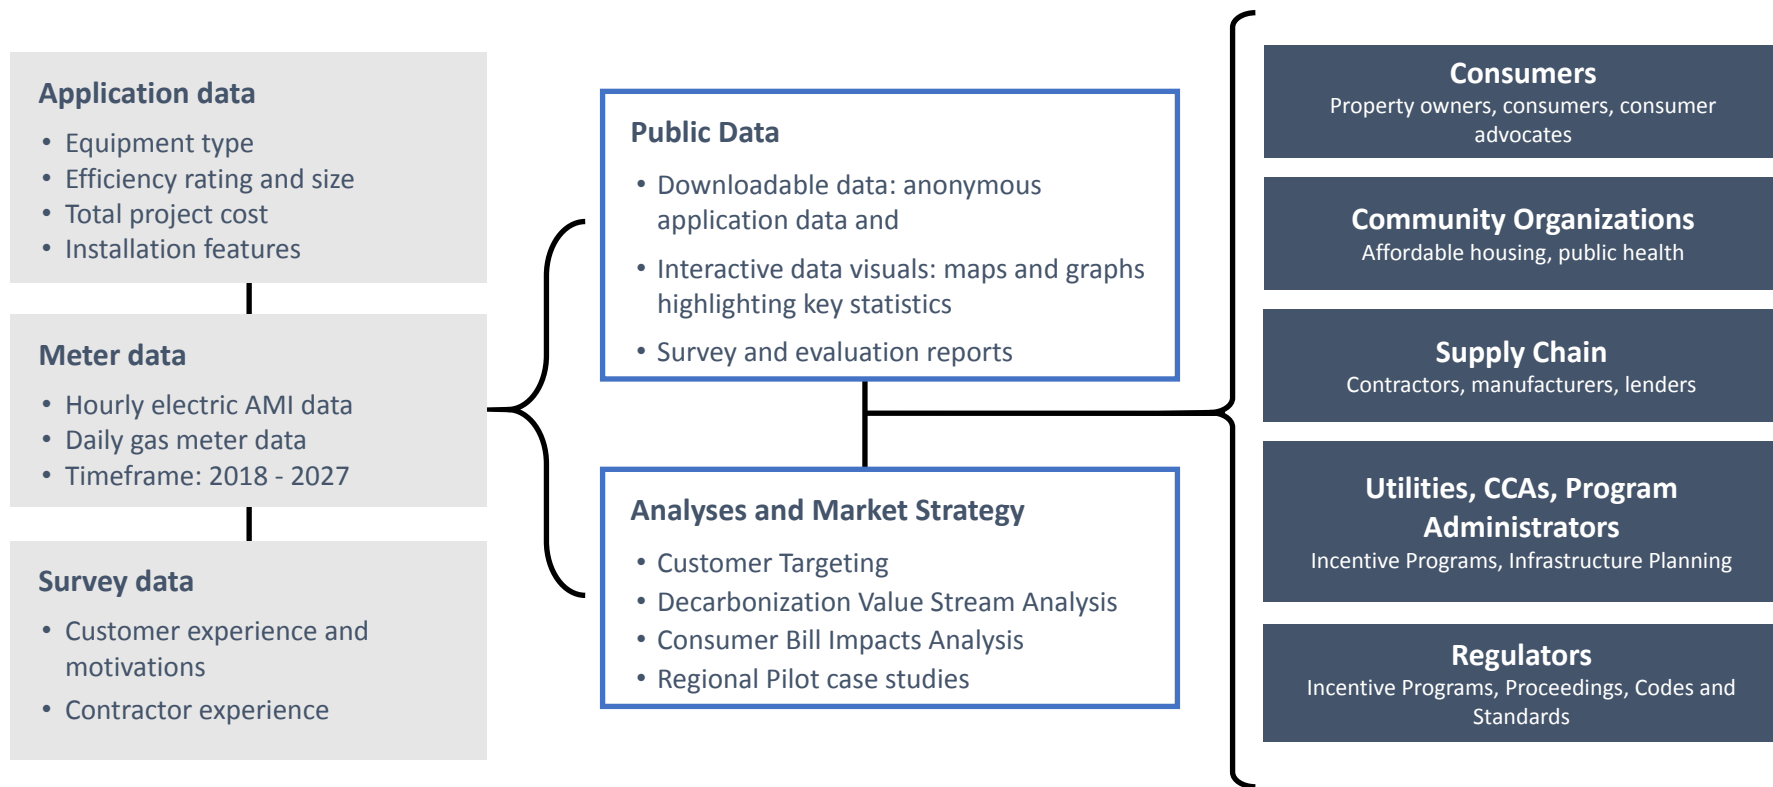 Application data
• Equipment type
• Efficiency rating and size
• Total project cost
• Installation features
Meter data
• Hourly electric AMI data
• Daily gas meter data
• Timeframe: 2018 - 2027
Survey data
• Customer experience and
motivations
• Contractor experience
Public Data
• Downloadable data: anonymous
application data and
• Interactive data visuals: maps and graphs
highlighting key statistics
• Survey and evaluation reports
Analyses and Market Strategy
• Customer Targeting
• Decarbonization Value Stream Analysis
• Consumer Bill Impacts Analysis
• Regional Pilot case studies
Consumers
Property owners, consumers, consumer
advocates
Community Organizations
Affordable housing, public health
Supply Chain
Contractors, manufacturers, lenders
Utilities, CCAs, Program
Administrators
Incentive Programs, Infrastructure Planning
Regulators
Incentive Programs, Proceedings, Codes and
Standards